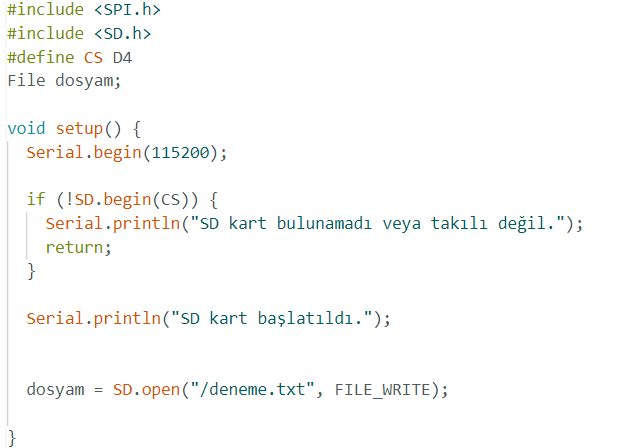 #include <SPI.h>
#include <SD.h>
#define CS D4
File dosyam;
void setup() {
Serial.begin(115200);
if (!SD.begin(CS)) {
Serial.println("SD kart bulunamadı veya takılı değil.");
return;
}
Serial.println("SD kart başlatıldı.");
dosyam = SD.open("/deneme.txt", FILE_WRITE);
}